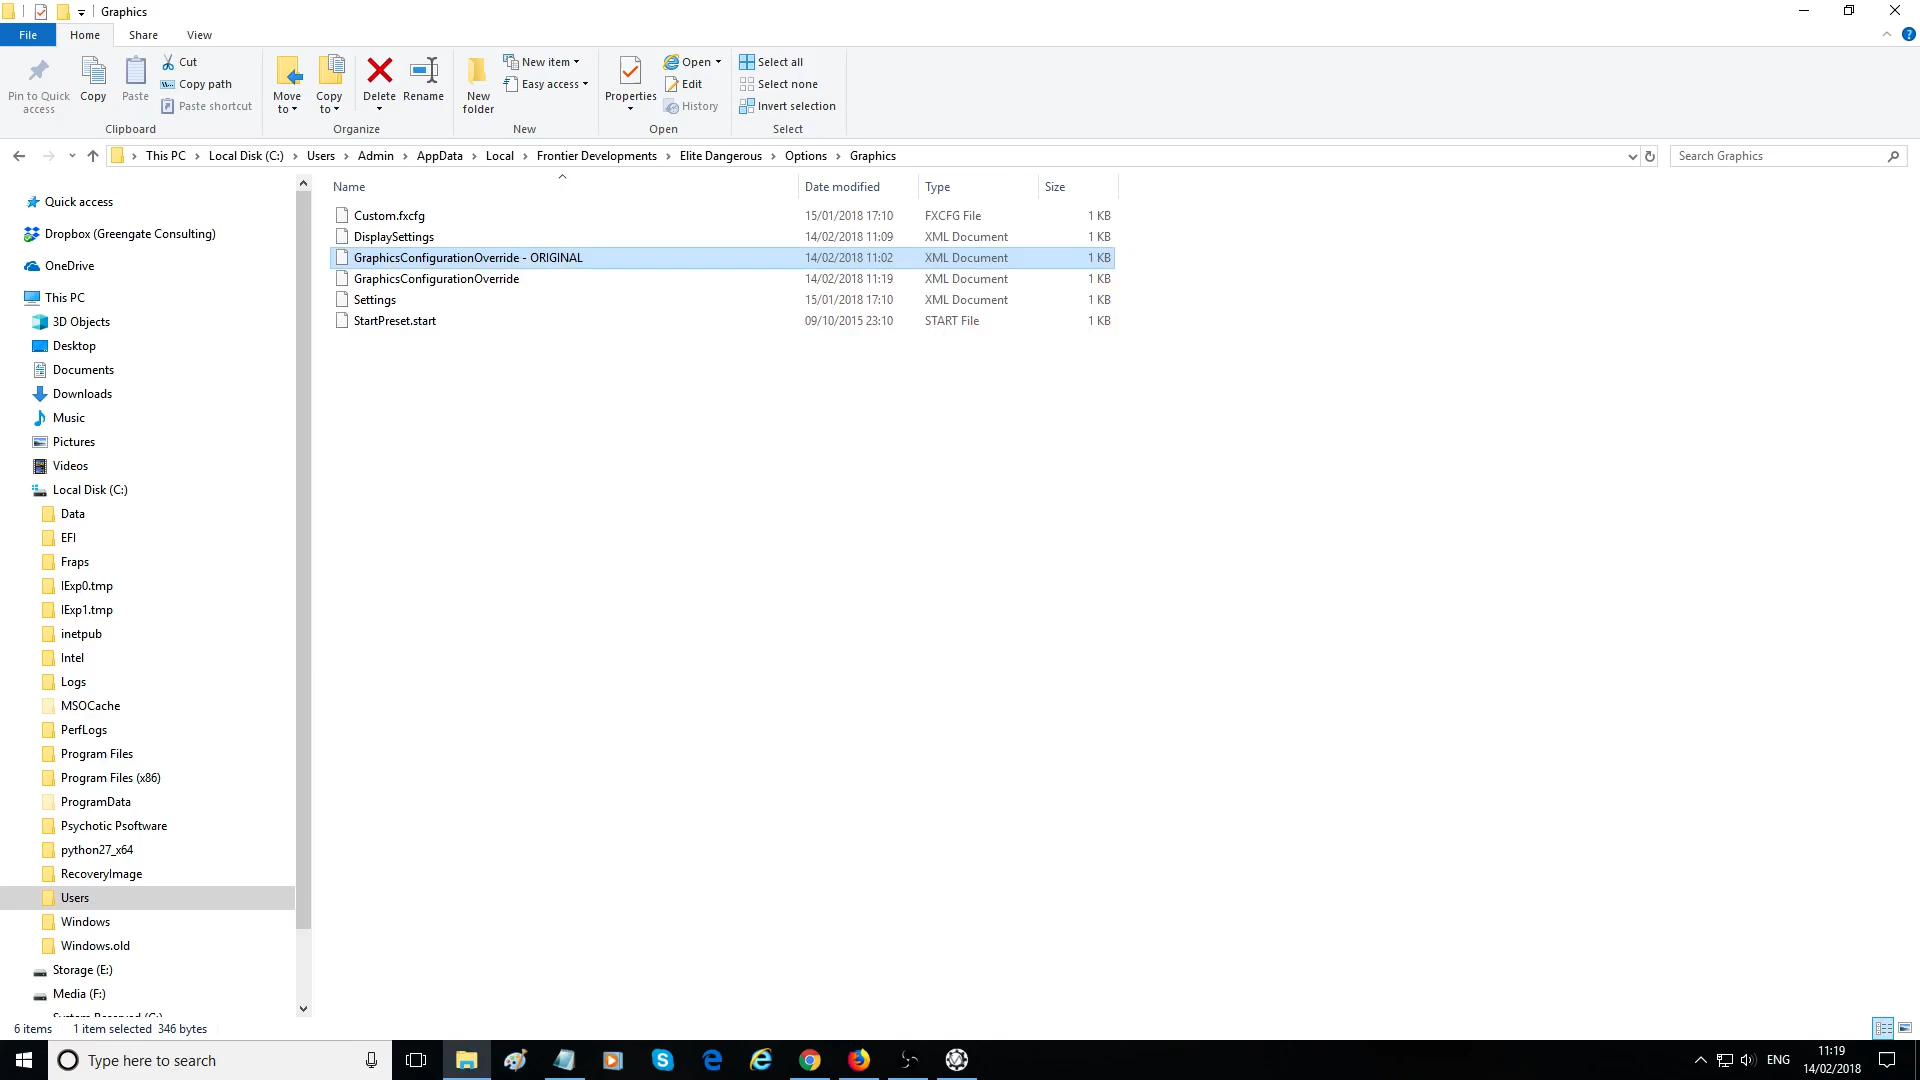 Graphics
File Home Share View
Pin to Quick access
Copy
Paste
Cut
Copy path
Paste shortcut
Clipboard
Move to
Copy to
Delete
Rename
Organize
New folder
New item
Easy access
New
Properties
Open
Edit
History
Open
Select all
Select none
Invert selection
Select
This PC Local Disk (C:) Users Admin AppData Local Frontier Developments Elite Dangerous Options Graphics
Search Graphics
Name Date modified Type Size
Custom.fxcfg 15/01/2018 17:10 FXCFG File 1 KB
DisplaySettings 14/02/2018 11:09 XML Document 1 KB
GraphicsConfigurationOverride - ORIGINAL 14/02/2018 11:02 XML Document 1 KB
GraphicsConfigurationOverride 14/02/2018 11:19 XML Document 1 KB
Settings 15/01/2018 17:10 XML Document 1 KB
StartPreset.start 09/10/2015 23:10 START File 1 KB
Quick access
Dropbox (Greengate Consulting)
OneDrive
This PC
3D Objects
Desktop
Documents
Downloads
Music
Pictures
Videos
Local Disk (C:)
Data
EFI
Fraps
IExp0.tmp
IExp1.tmp
inetpub
Intel
Logs
MSOCache
PerfLogs
Program Files
Program Files (x86)
ProgramData
Psychotic Psoftware
python27_x64
RecoveryImage
Users
Windows
Windows.old
Storage (E:)
Media (F:)
6 items 1 item selected 346 bytes
Type here to search
ENG
11:19
14/02/2018